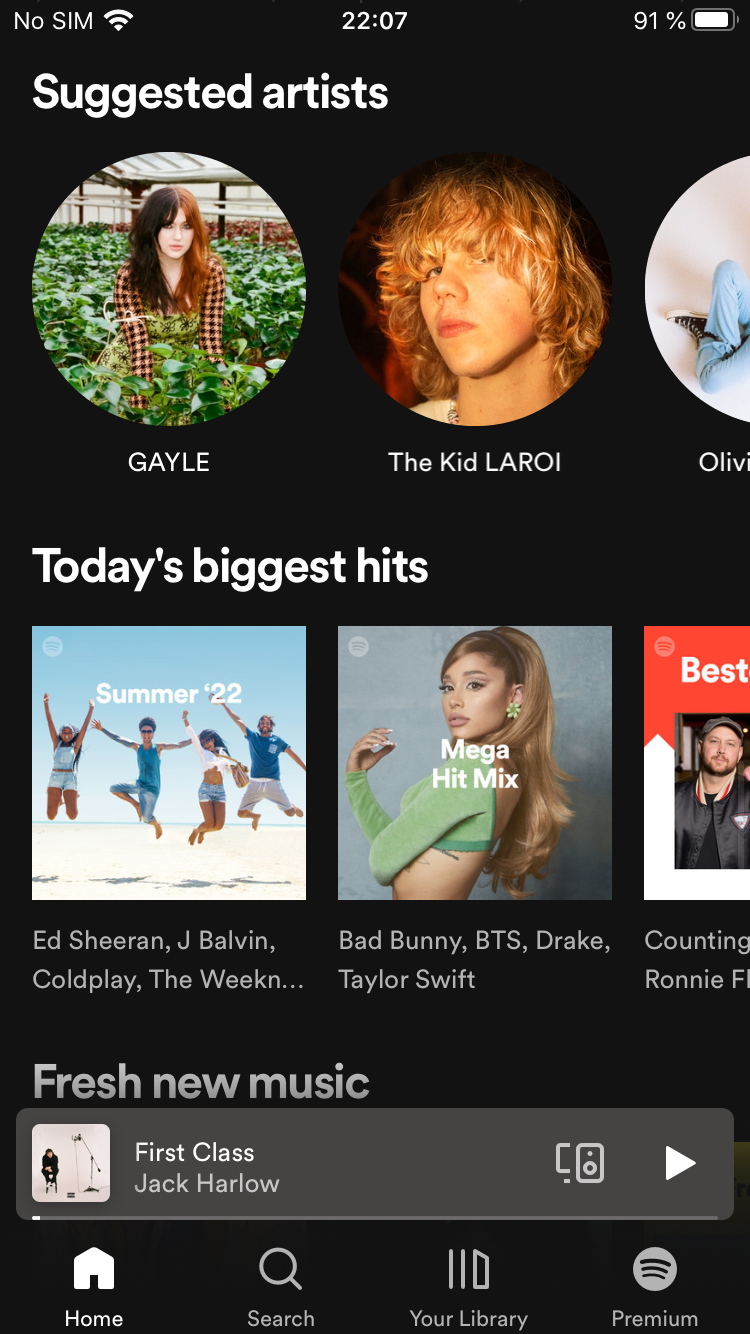 No SIM 22:07 91 %
Suggested artists
GAYLE The Kid LAROI Olivi
Today's biggest hits
Summer ‘22
Mega
Hit Mix
Best
Ed Sheeran, J Balvin,
Coldplay, The Weekn...
Bad Bunny, BTS, Drake,
Taylor Swift
Counting
Ronnie Fl
Fresh new music
First Class
Jack Harlow
Home Search Your Library Premium